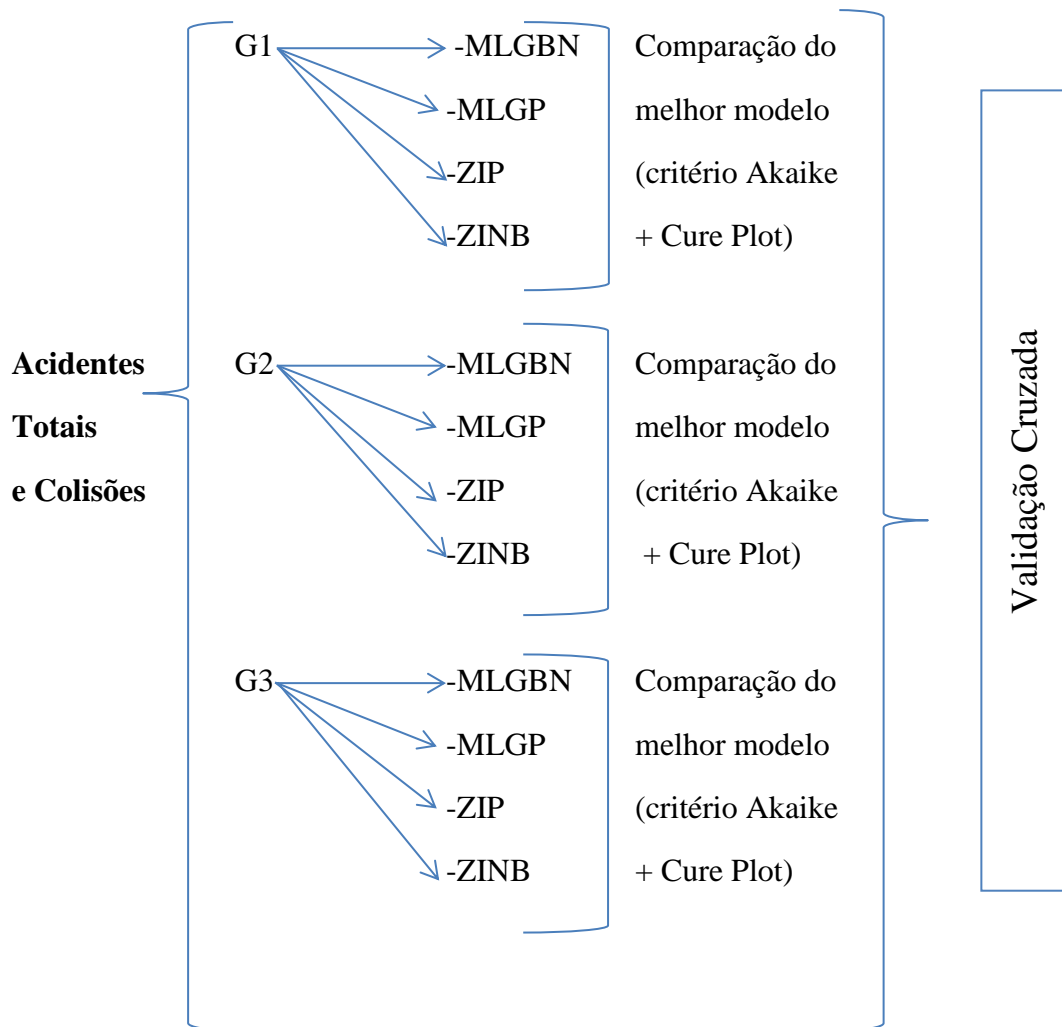 Acidentes
Totais
e Colisões
G1
-MLGBN
-MLGP
-ZIP
-ZINB
Comparação do
melhor modelo
(critério Akaike
+ Cure Plot)
G2
-MLGBN
-MLGP
-ZIP
-ZINB
Comparação do
melhor modelo
(critério Akaike
+ Cure Plot)
G3
-MLGBN
-MLGP
-ZIP
-ZINB
Comparação do
melhor modelo
(critério Akaike
+ Cure Plot)
Validação Cruzada